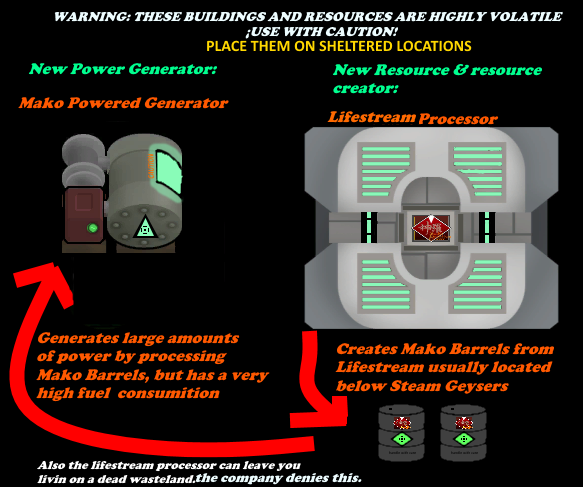 WARNING: THESE BUILDINGS AND RESOURCES ARE HIGHLY VOLATILE
¡USE WITH CAUTION!
PLACE THEM ON SHELTERED LOCATIONS
New Power Generator:
Mako Powered Generator
New Resource & resource
creator:
Lifestream Processor
Generates large amounts
of power by processing
Mako Barrels, but has a very
high fuel consumition
Creates Mako Barrels from
Lifestream usually located
below Steam Geysers
Also the lifestream processor can leave you
livin on a dead wasteland.the company denies this.